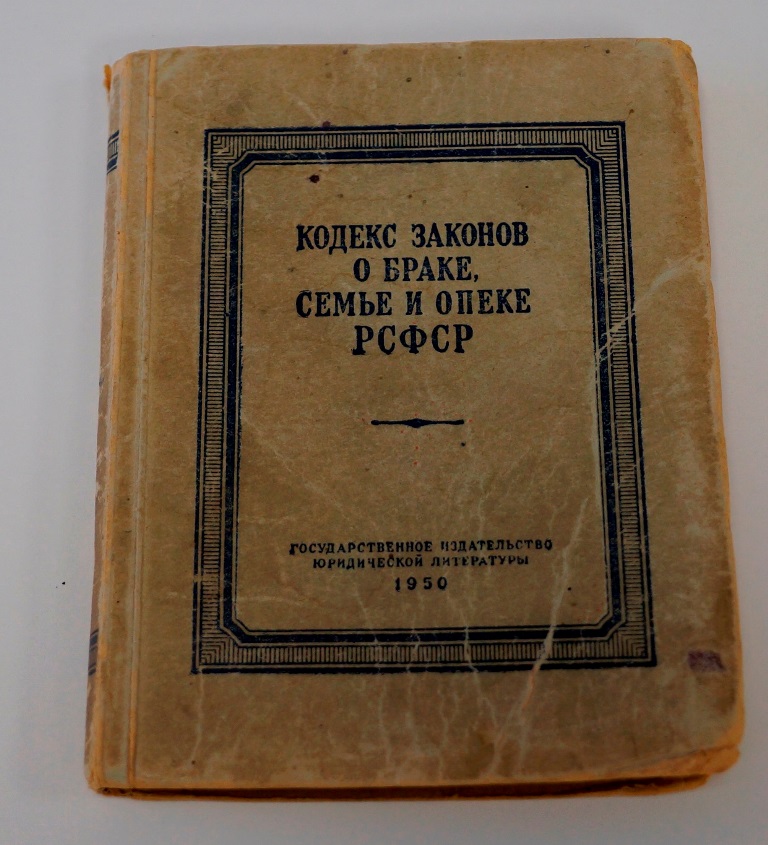 КОДЕКС ЗАКОНОВ
О БРАКЕ,
СЕМЬЕ И ОПЕКЕ
РСФСР
ГОСУДАРСТВЕННОЕ ИЗДАТЕЛЬСТВО
ЮРИДИЧЕСКОЙ ЛИТЕРАТУРЫ
1950